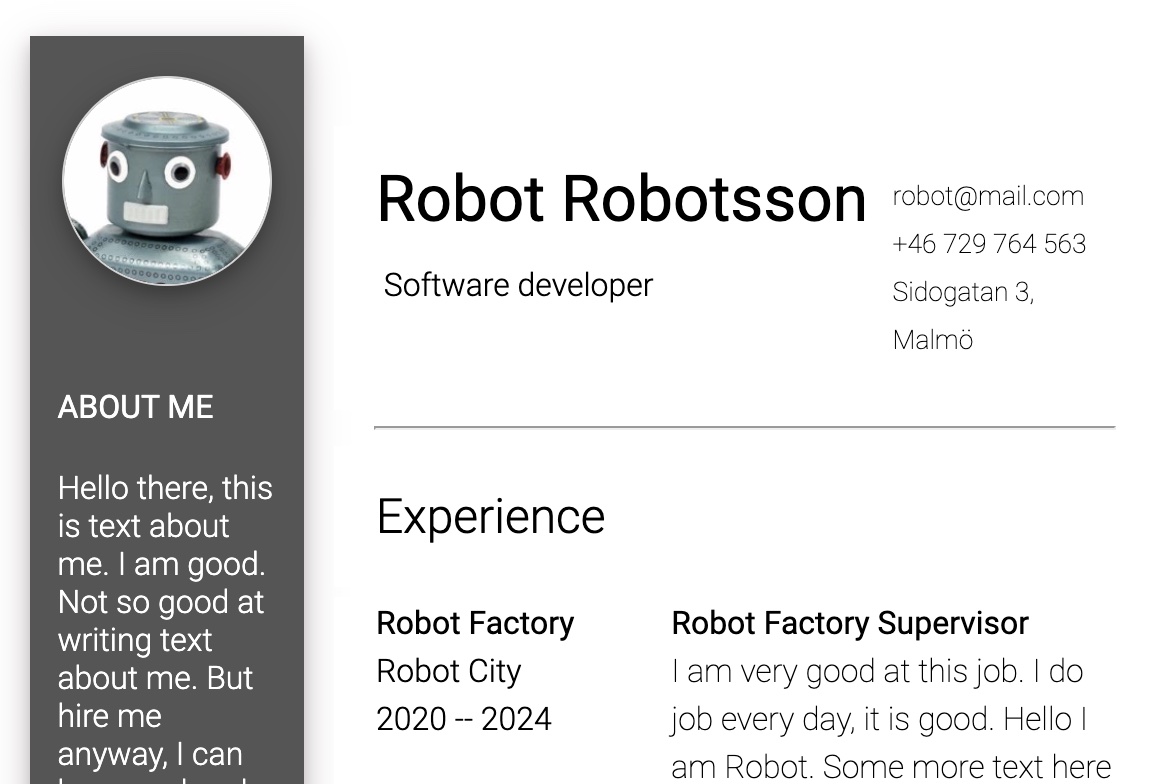 ABOUT ME
Hello there, this
is text about
me. I am good.
Not so good at
writing text
about me. But
hire me
anyway, I can
Robot Robotsson
Software developer
robot@mail.com
+46 729 764 563
Sidogatan 3,
Malmö
Experience
Robot Factory
Robot City
2020 -- 2024
Robot Factory Supervisor
I am very good at this job. I do
job every day, it is good. Hello I
am Robot. Some more text here